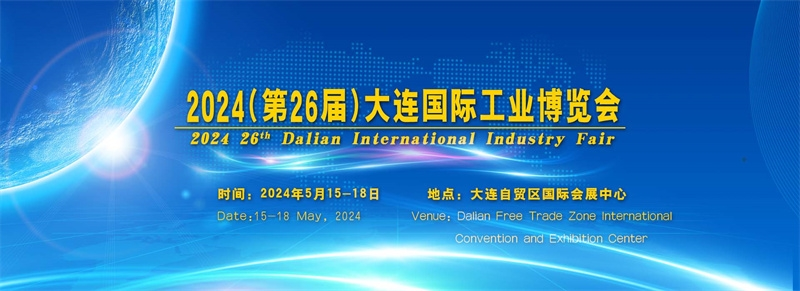 2024(第26届)大连国际工业博览会
2024 26th Dalian International Industry Fair
时间：2024年5月15-18日
Date:15-18 May, 2024
地点：大连自贸区国际会展中心
Venue: Dalian Free Trade Zone International
Convention and Exhibition Center